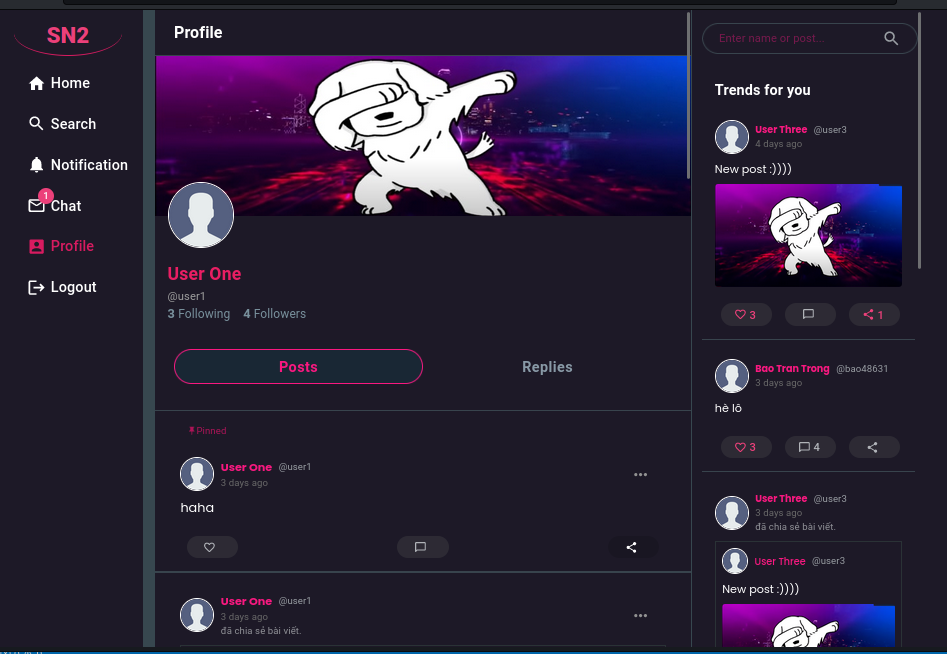 SN2
Home
Search
Notification
1
Chat
Profile
Logout
Profile
User One
@user1
3 Following 4 Followers
Posts Replies
Pinned
User One @user1
3 days ago
haha
User One @user1
3 days ago
đã chia sẻ bài viết.
Enter name or post...
Trends for you
User Three @user3
4 days ago
New post :))))
3 1
Bao Tran Trong @bao48631
3 days ago
hè lô
3 4
User Three @user3
3 days ago
đã chia sẻ bài viết.
User Three @user3
New post :))))